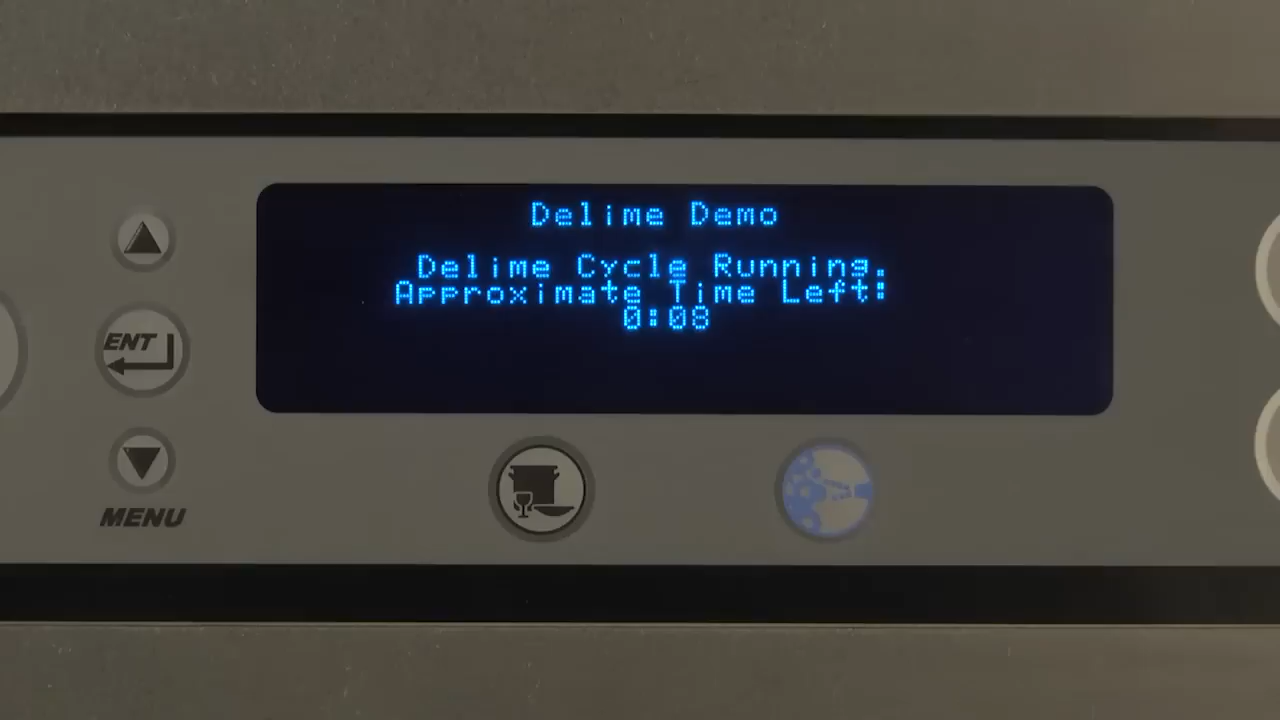 Delime Demo
Delime Cycle Running.
Approximate Time Left:
0:08
ENT
MENU